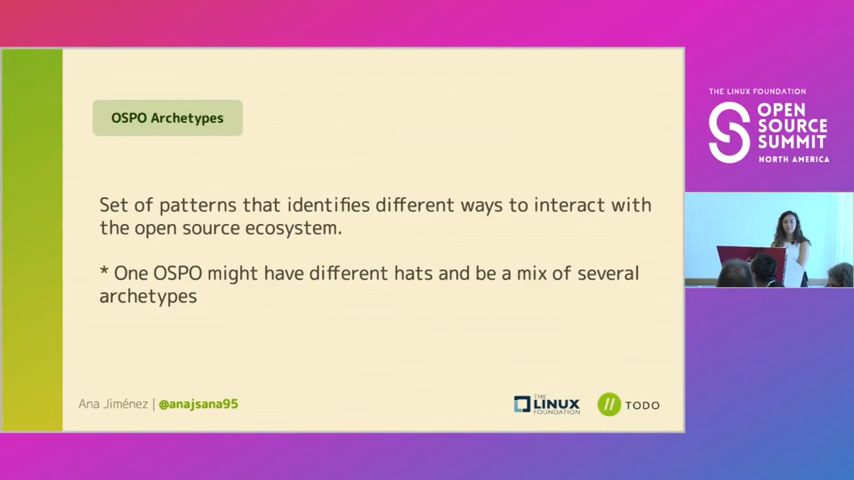 OSPO Archetypes
Set of patterns that identifies different ways to interact with
the open source ecosystem.
* One OSPO might have different hats and be a mix of several
archetypes
Ana Jiménez | @anajsana95
THE
LINUX
FOUNDATION
// TODO
THE LINUX FOUNDATION
OPEN
SOURCE
SUMMIT
NORTH AMERICA